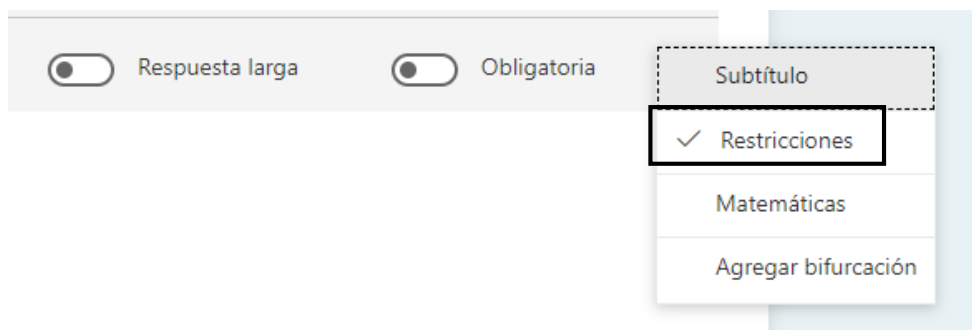 Respuesta larga
Obligatoria
Subtítulo
Restricciones
Matemáticas
Agregar bifurcación